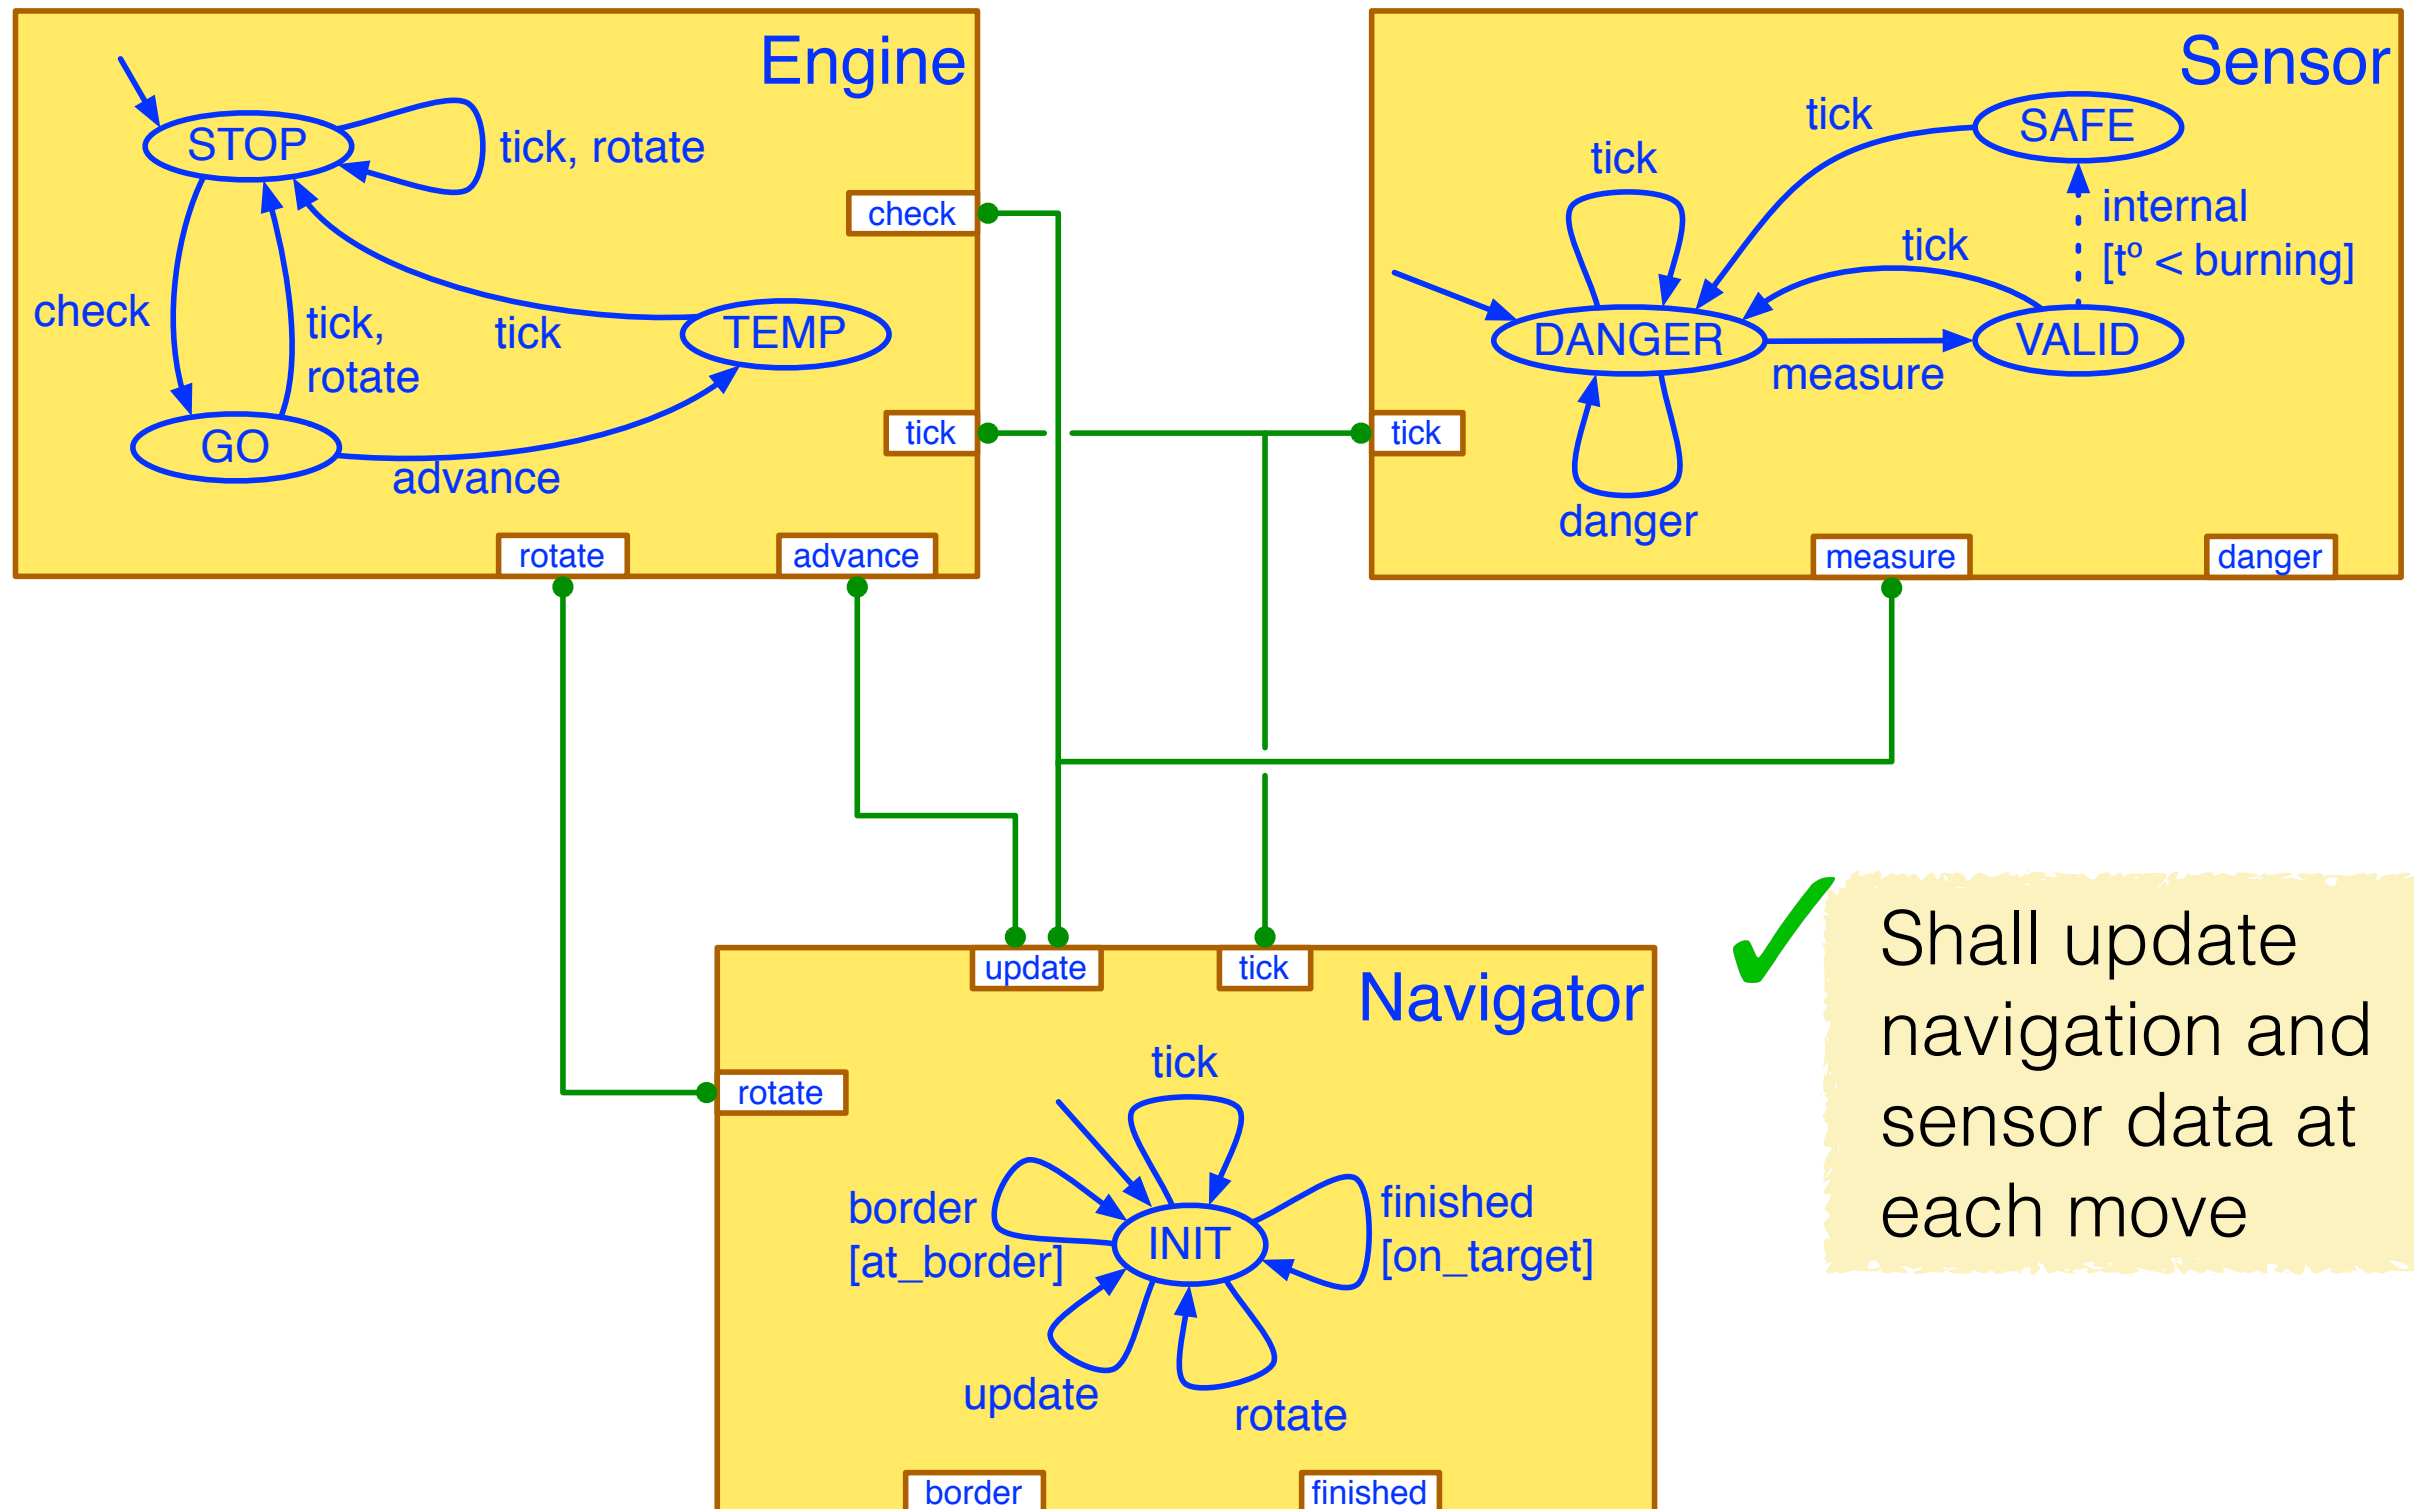 Engine
STOP
tick, rotate
check
check
tick,
rotate
tick
TEMP
GO
advance
tick
rotate
advance
Sensor
tick
SAFE
tick
internal
[tº < burning]
tick
DANGER
VALID
measure
tick
danger
measure
danger
update
tick
Navigator
rotate
tick
border
[at_border]
INIT
finished
[on_target]
update
rotate
border
finished
✓
Shall update
navigation and
sensor data at
each move